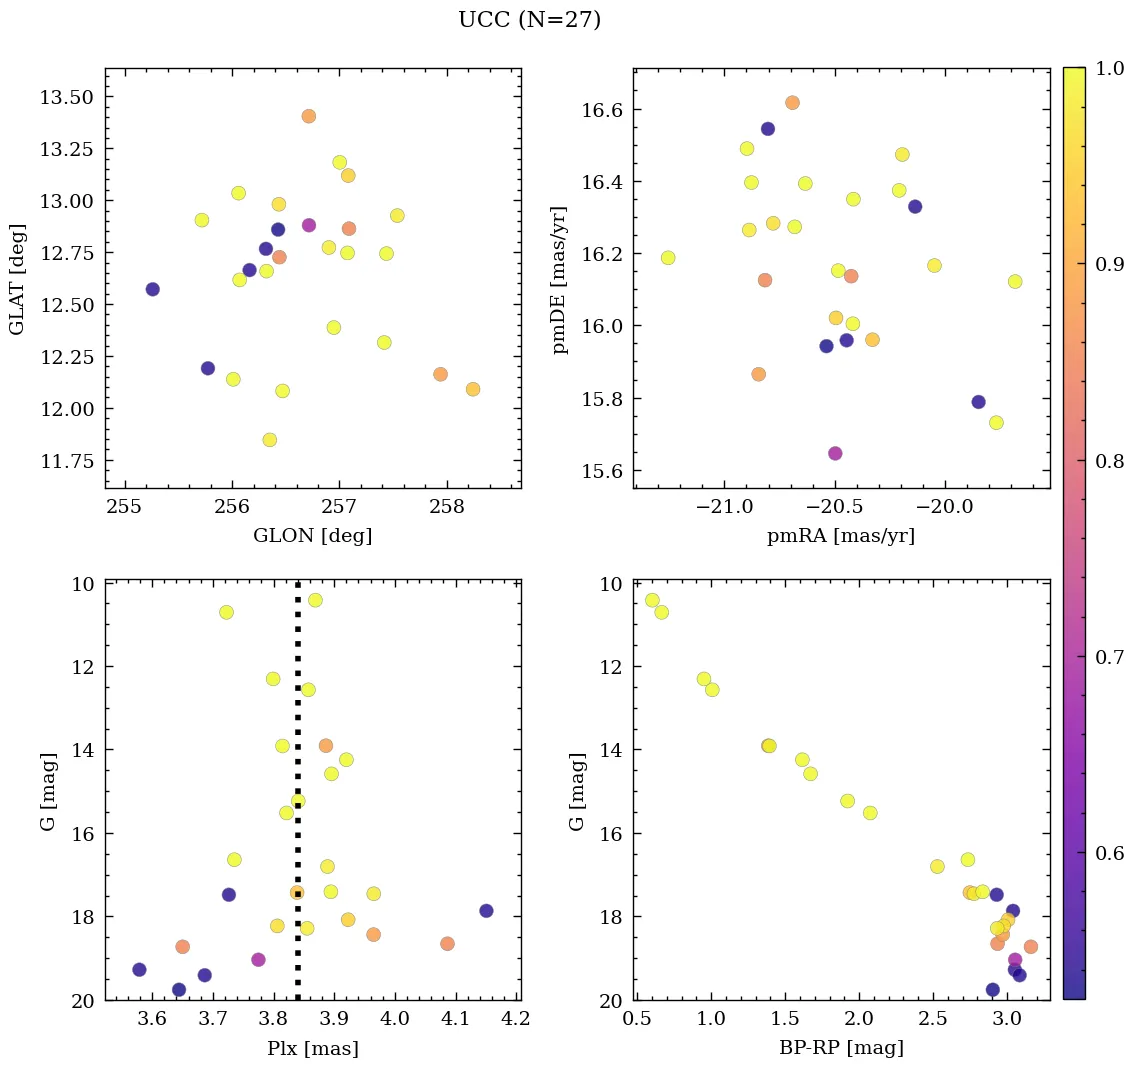 UCC (N=27)
13.50
13.25
13.00
12.75
12.50
12.25
12.00
11.75
GLAT [deg]
255 256 257 258
GLON [deg]
16.6
16.4
16.2
16.0
15.8
15.6
pmDE [mas/yr]
−21.0 −20.5 −20.0
pmRA [mas/yr]
1.0
0.9
0.8
0.7
0.6
10
12
14
16
18
20
G [mag]
3.6 3.7 3.8 3.9 4.0 4.1 4.2
Plx [mas]
10
12
14
16
18
20
G [mag]
0.5 1.0 1.5 2.0 2.5 3.0
BP-RP [mag]